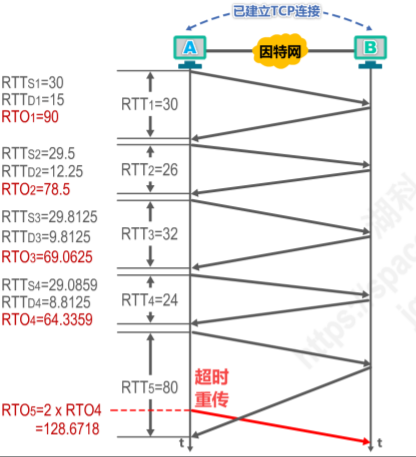 已建立TCP连接
A
因特网
B
RTTS1=30
RTTD1=15
RTO1=90
RTT1=30
RTTS2=29.5
RTTD2=12.25
RTO2=78.5
RTT2=26
RTTS3=29.8125
RTTD3=9.8125
RTO3=69.0625
RTT3=32
RTTS4=29.0859
RTTD4=8.8125
RTO4=64.3359
RTT4=24
RTT5=80
超时
重传
RTO5=2 x RTO4
=128.6718
t
t
湖科
https://spac